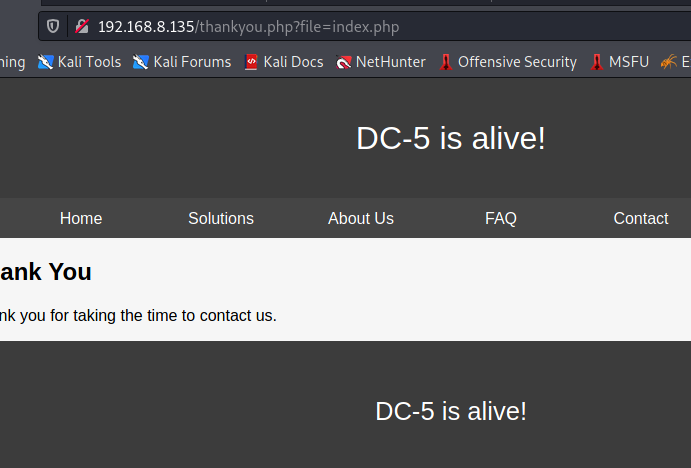 192.168.8.135/thankyou.php?file=index.php
ning Kali Tools Kali Forums Kali Docs NetHunter Offensive Security MSFU E
DC-5 is alive!
Home Solutions About Us FAQ Contact
ank You
nk you for taking the time to contact us.
DC-5 is alive!